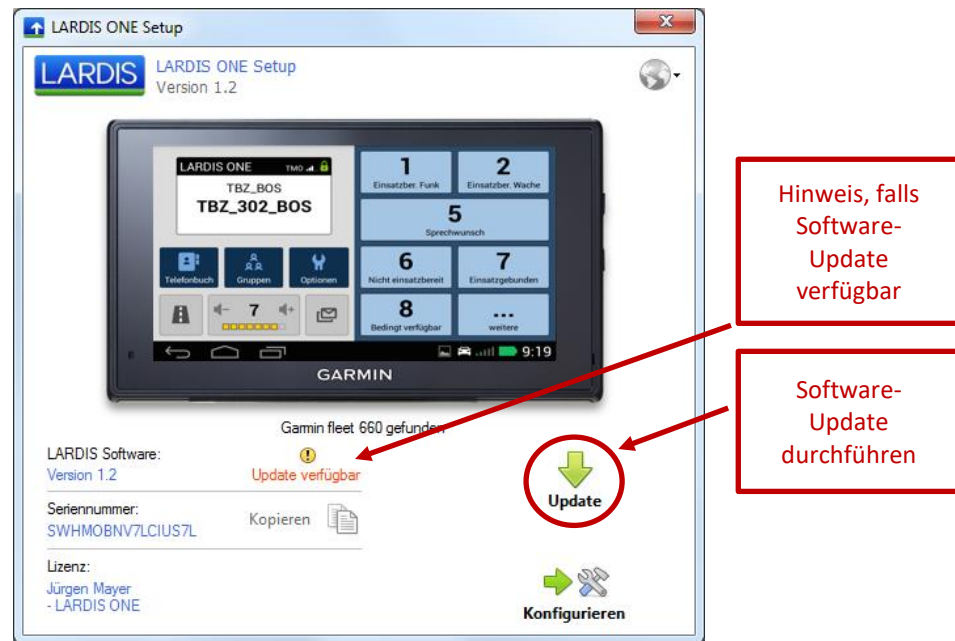 LARDIS ONE Setup
x
LARDIS
LARDIS ONE Setup
Version 1.2
LARDIS ONE TMO
TBZ_BOS
TBZ_302_BOS
Telefonbuch Gruppen Optionen
7
1
Einsatzber. Funk
2
Einsatzber. Wache
5
Sprechwunsch
6
Nicht einsatzbereit
7
Einsatzgebunden
8
Bedingt verfügbar
...
weitere
9:19
GARMIN
Garmin fleet 660 gefunden
LARDIS Software:
Version 1.2
Update verfügbar
Seriennummer:
SWHMOBNV7LCIUS7L
Kopieren
Lizenz:
Jürgen Mayer
- LARDIS ONE
Update
Konfigurieren
Hinweis, falls
Software-
Update
verfügbar
Software-
Update
durchführen